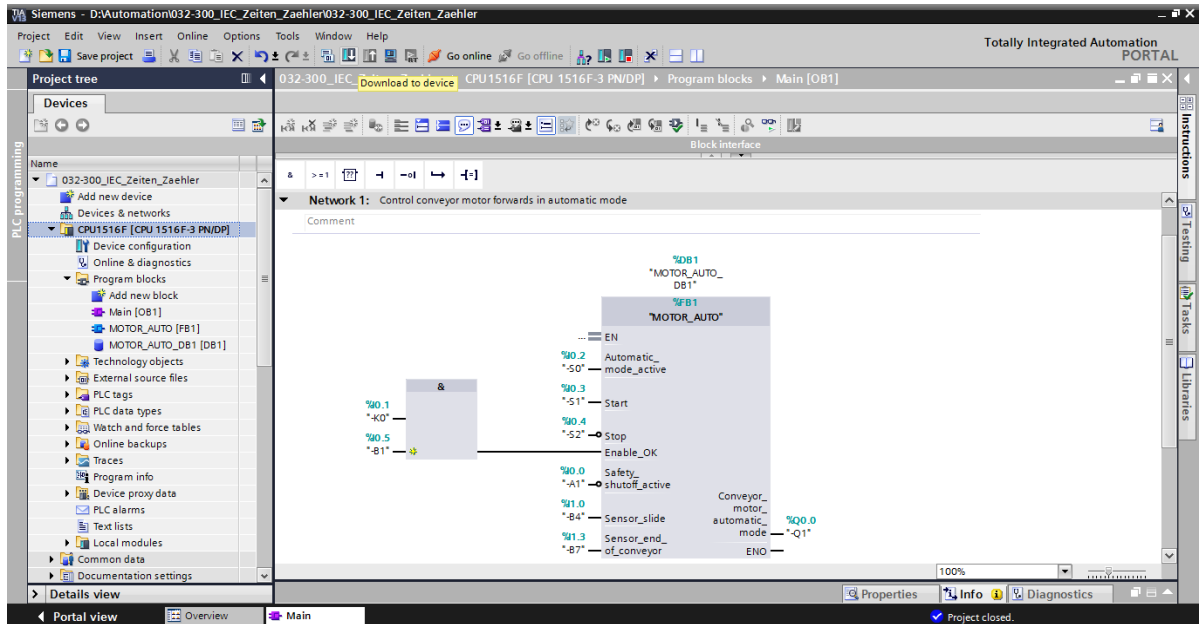 Siemens - D:\Automation\032-300_IEC_Zeiten_Zaehler\032-300_IEC_Zeiten_Zaehler
Project Edit View Insert Online Options Tools Window Help
Totally Integrated Automation
PORTAL
Save project Go online Go offline
Project tree
032-300_IEC_ CPU1516F [CPU 1516F-3 PN/DP] Program blocks Main [OB1]
Download to device
Devices
Block interface
Name
032-300_IEC_Zeiten_Zaehler
Add new device
Devices & networks
CPU1516F [CPU 1516F-3 PN/DP]
Device configuration
Online & diagnostics
Program blocks
Add new block
Main [OB1]
MOTOR_AUTO [FB1]
MOTOR_AUTO_DB1 [DB1]
Technology objects
External source files
PLC tags
PLC data types
Watch and force tables
Online backups
Traces
Program info
Device proxy data
PLC alarms
Text lists
Local modules
Common data
Documentation settings
Details view
PLC programming
& >=1 ?? -| -o| -[=]
Network 1: Control conveyor motor forwards in automatic mode
Comment
%DB1
"MOTOR_AUTO_
DB1"
%FB1
"MOTOR_AUTO"
... EN
%I0.2
"-S0"
Automatic_
mode_active
%I0.3
"-S1" Start
%I0.4
"-S2" Stop
&
%I0.1
"-K0"
%I0.5
"-B1"
Enable_OK
%I0.0
"-A1"
Safety_
shutoff_active
%I1.0
"-B4" Sensor_slide
%I1.3
"-B7"
Sensor_end_
of_conveyor
Conveyor_
motor_
automatic_
mode
%Q0.0
"-Q1"
ENO
100%
Instructions
Testing
Tasks
Libraries
Properties Info Diagnostics
Portal view Overview Main
Project closed.